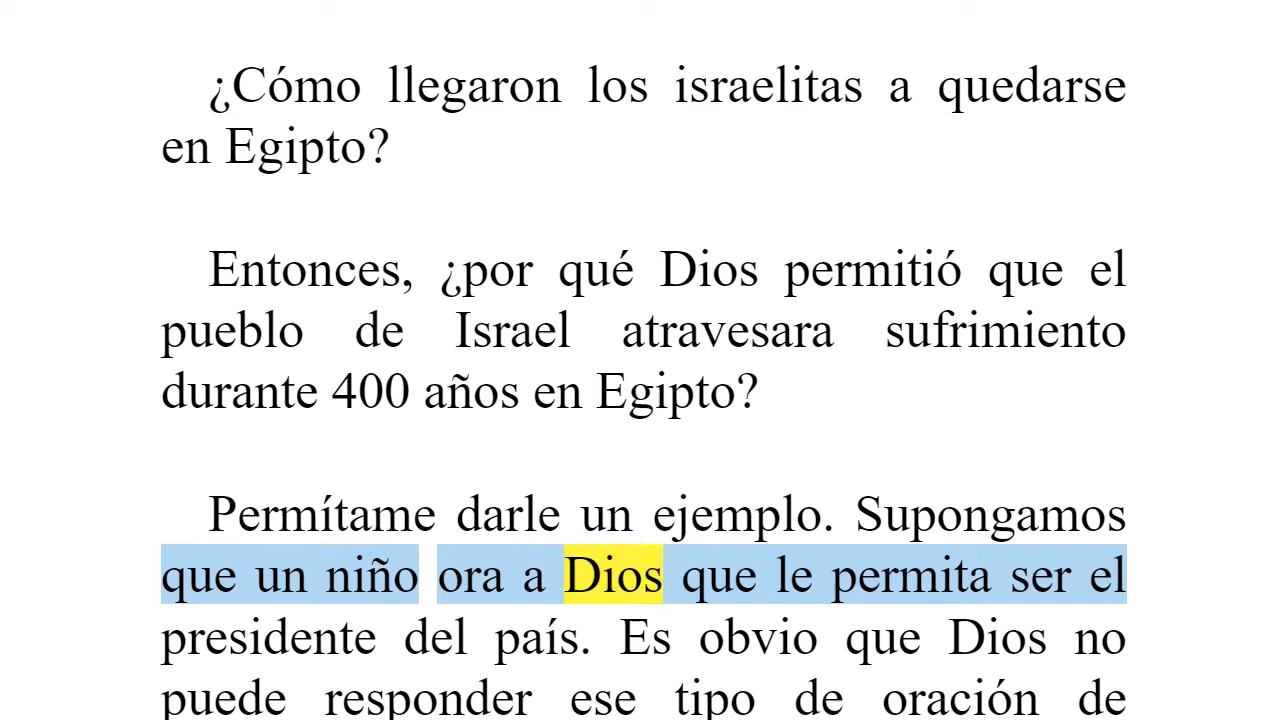 ¿Cómo llegaron los israelitas a quedarse
en Egipto?
Entonces, ¿por qué Dios permitió que el
pueblo de Israel atravesara sufrimiento
durante 400 años en Egipto?
Permítame darle un ejemplo. Supongamos
que un niño ora a Dios que le permita ser el
presidente del país. Es obvio que Dios no
puede responder ese tipo de oración de